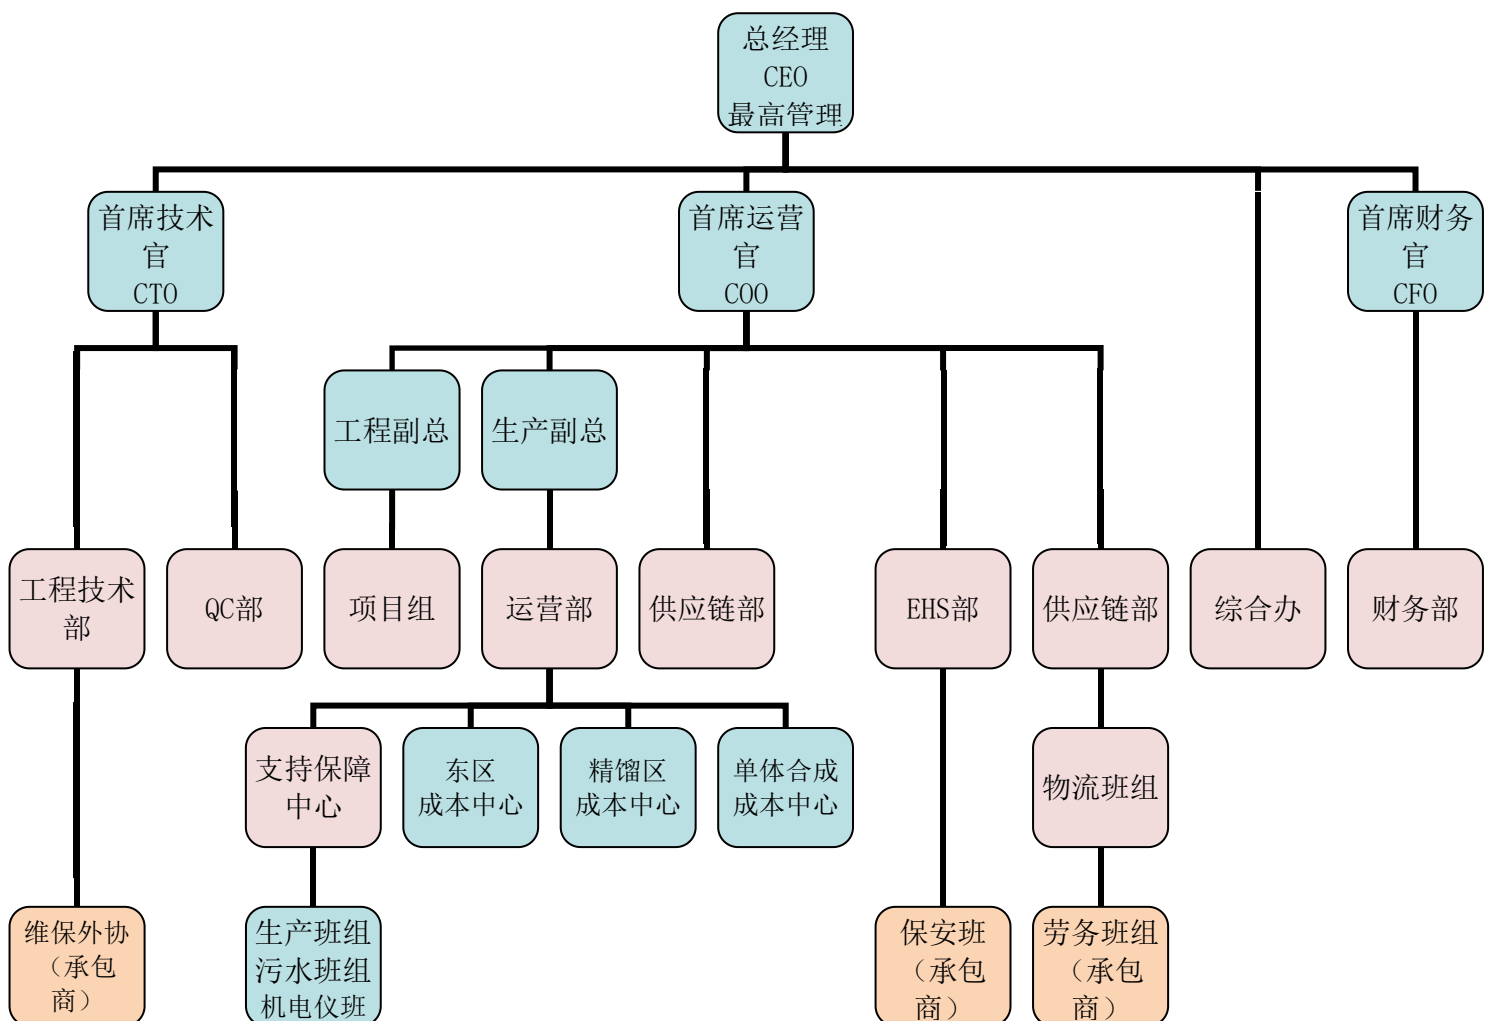 总经理
CEO
最高管理
首席技术
官
CTO
首席运营
官
COO
首席财务
官
CFO
工程副总
生产副总
工程技术
部
QC部
项目组
运营部
供应链部
EHS部
供应链部
综合办
财务部
支持保障
中心
东区
成本中心
精馏区
成本中心
单体合成
成本中心
物流班组
维保外协
（承包
商）
生产班组
污水班组
机电仪班
保安班
（承包
商）
劳务班组
（承包
商）